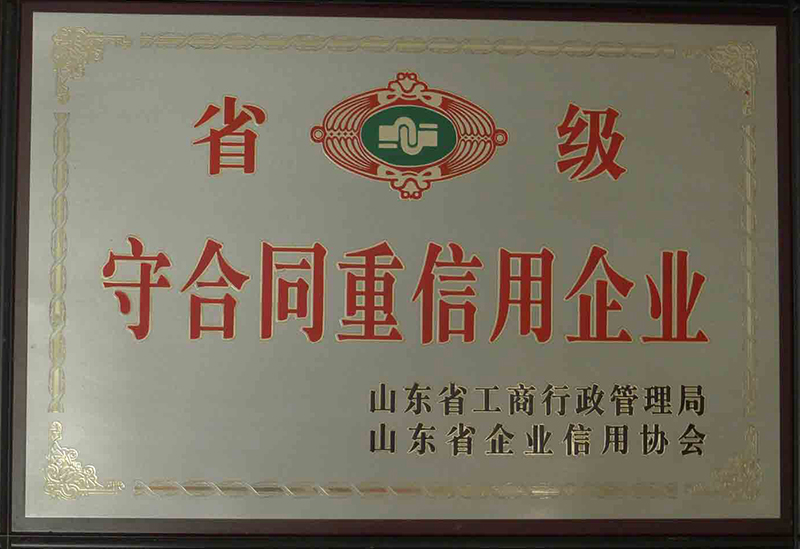 省 级
守合同重信用企业
山东省工商行政管理局
山东省企业信用协会